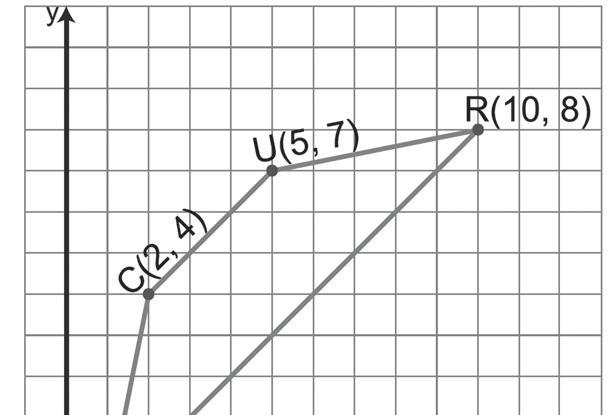 y
R(10, 8)
U(5, 7)
C(2, 4)